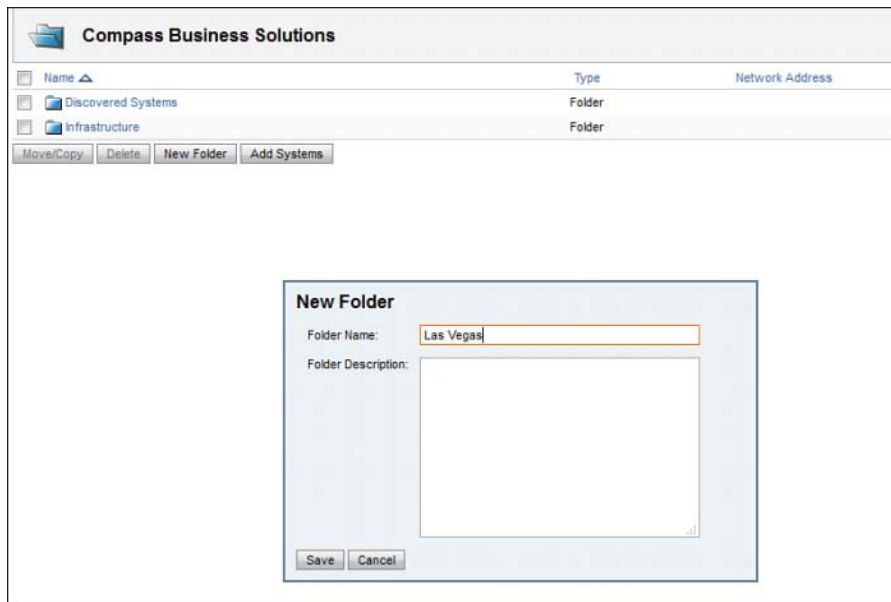 Compass Business Solutions
Name Type Network Address
Discovered Systems Folder
Infrastructure Folder
Move/Copy Delete New Folder Add Systems
New Folder
Folder Name: Las Vegas
Folder Description:
Save Cancel